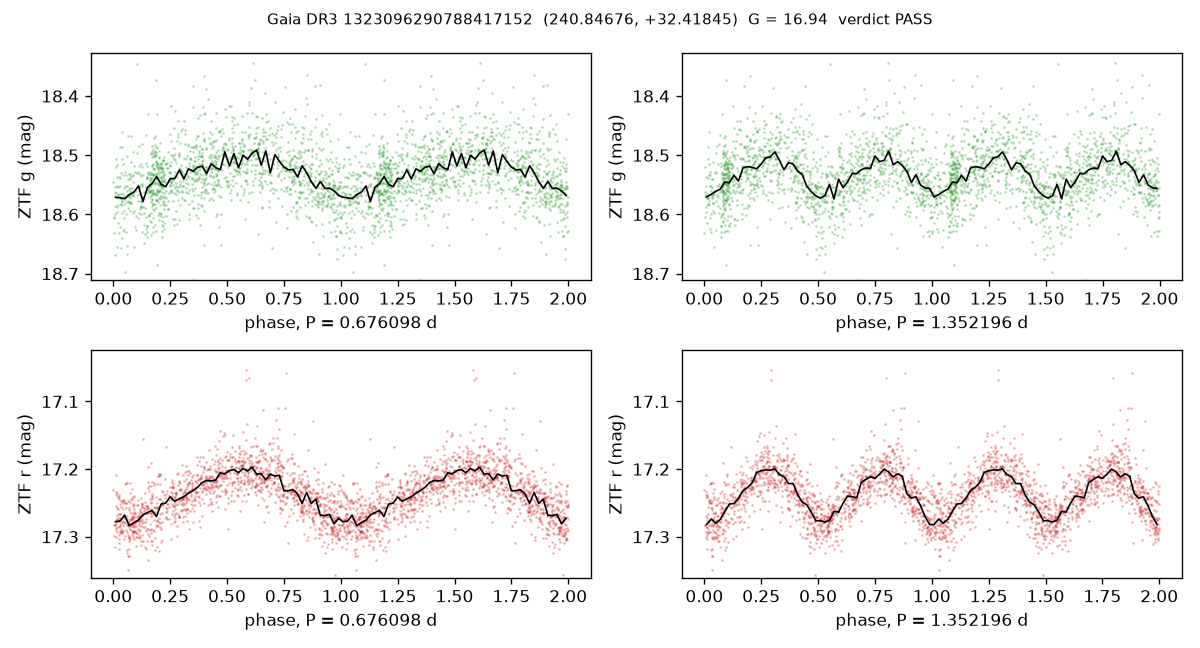 Gaia DR3 1323096290788417152  (240.84676, +32.41845)  G = 16.94  verdict PASS
ZTF g (mag)
18.4
18.5
18.6
18.7
0.00 0.25 0.50 0.75 1.00 1.25 1.50 1.75 2.00
phase, P = 0.676098 d
ZTF g (mag)
18.4
18.5
18.6
18.7
0.00 0.25 0.50 0.75 1.00 1.25 1.50 1.75 2.00
phase, P = 1.352196 d
ZTF r (mag)
17.1
17.2
17.3
0.00 0.25 0.50 0.75 1.00 1.25 1.50 1.75 2.00
phase, P = 0.676098 d
ZTF r (mag)
17.1
17.2
17.3
0.00 0.25 0.50 0.75 1.00 1.25 1.50 1.75 2.00
phase, P = 1.352196 d